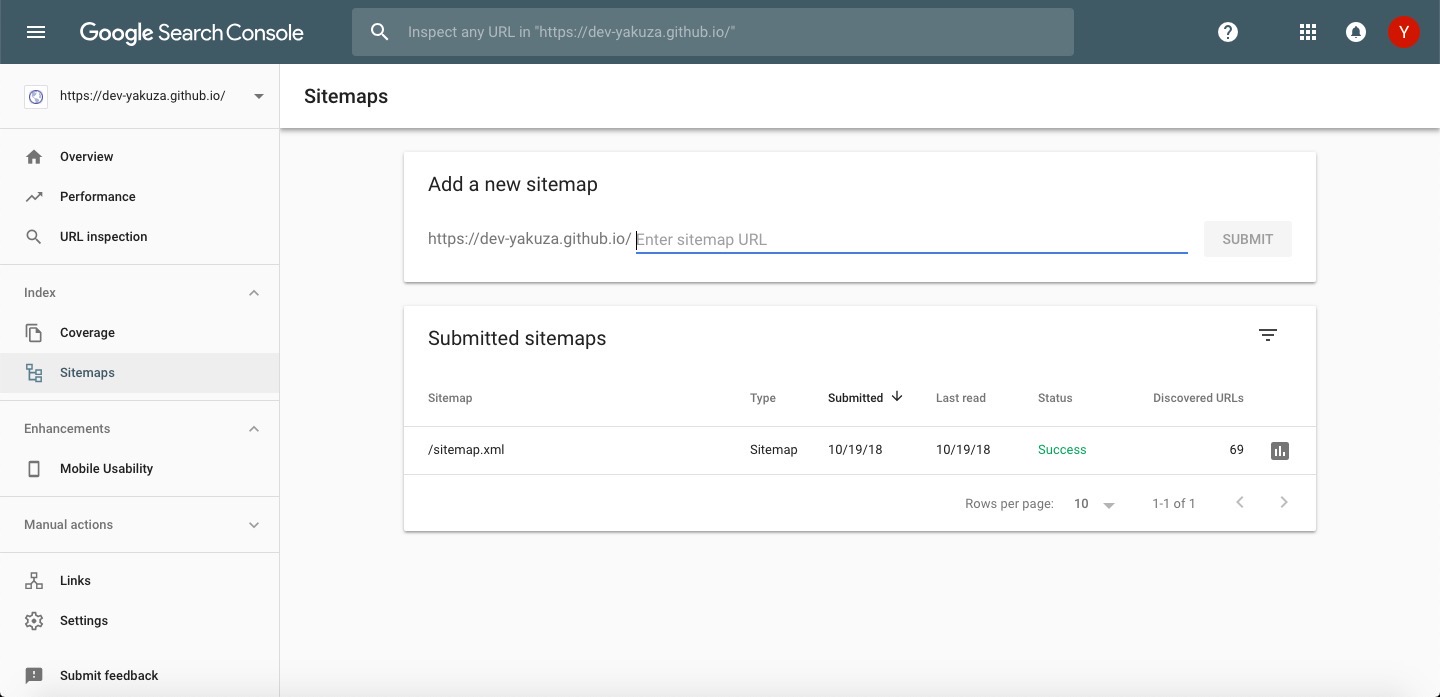 Google Search Console
Inspect any URL in "https://dev-yakuza.github.io/"
Y
https://dev-yakuza.github.io/
Sitemaps
Overview
Performance
URL inspection
Index
Coverage
Sitemaps
Enhancements
Mobile Usability
Manual actions
Links
Settings
Submit feedback
Add a new sitemap
https://dev-yakuza.github.io/ Enter sitemap URL SUBMIT
Submitted sitemaps
Sitemap Type Submitted Last read Status Discovered URLs
/sitemap.xml Sitemap 10/19/18 10/19/18 Success 69
Rows per page: 10 1-1 of 1